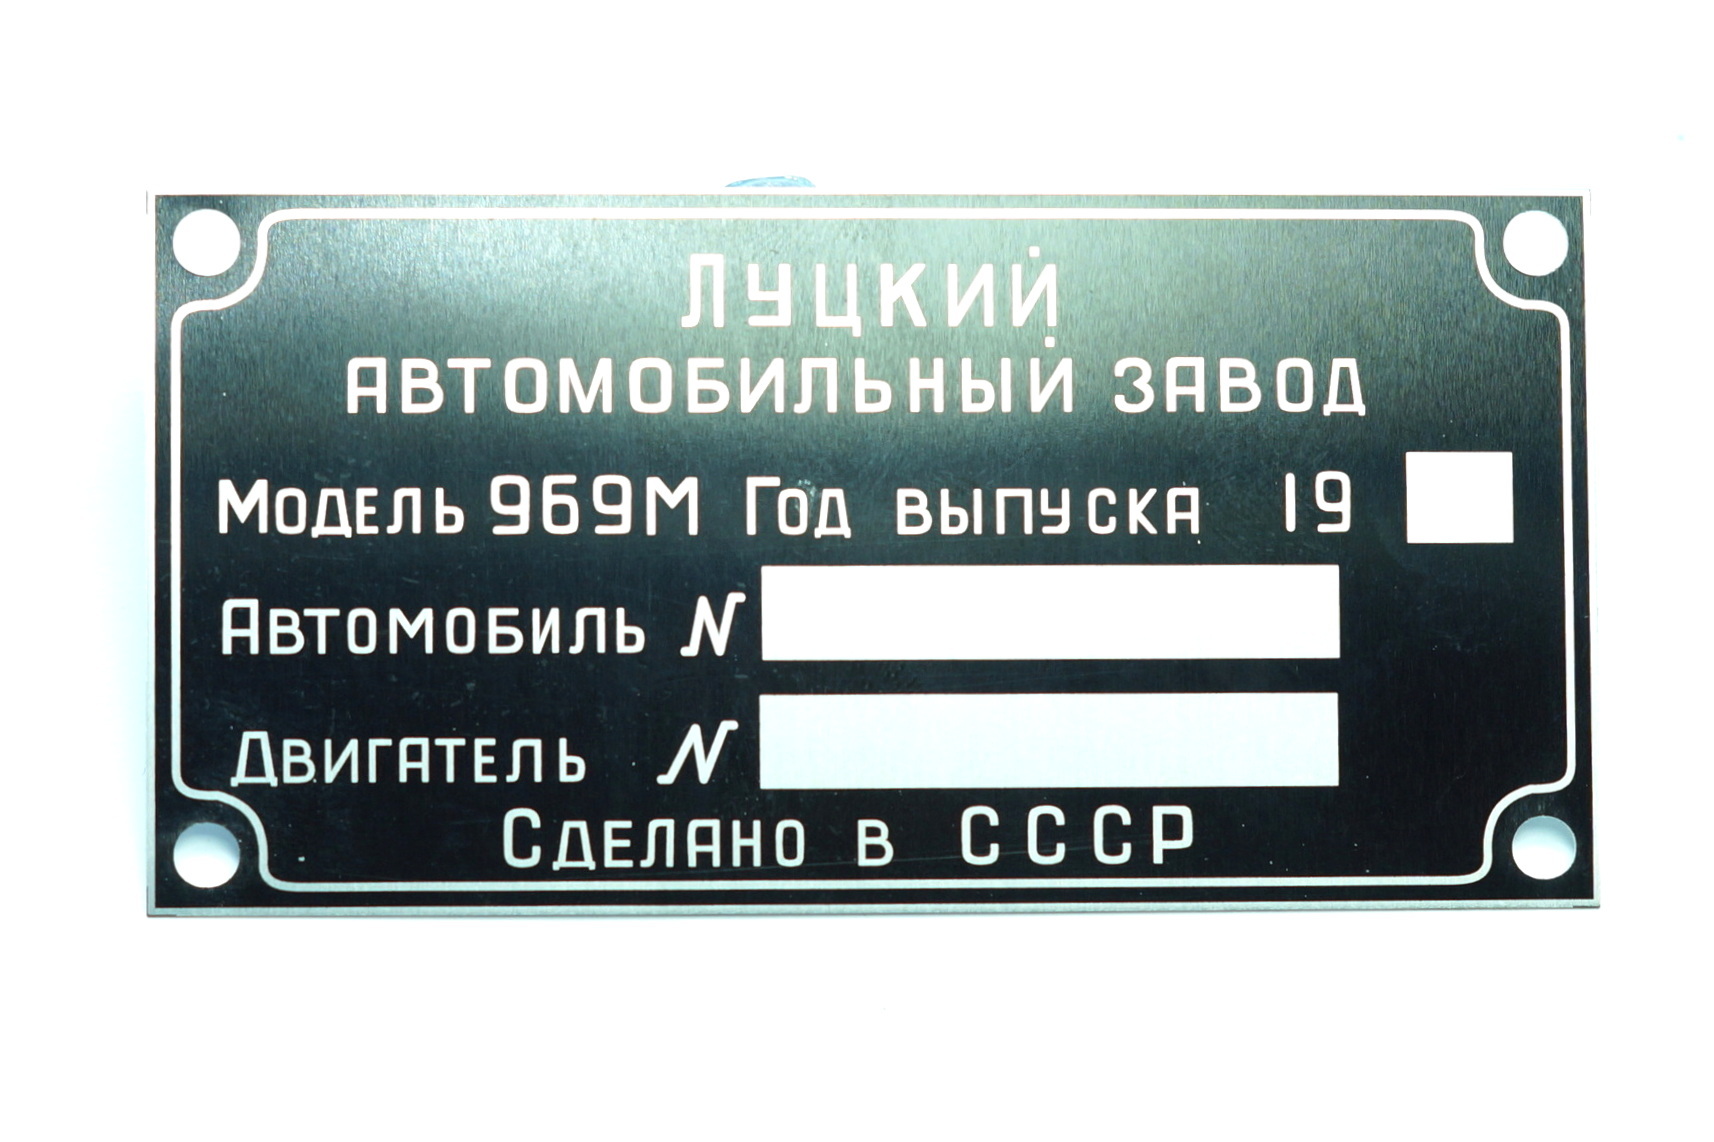 ЛУЦКИЙ
АВТОМОБИЛЬНЫЙ ЗАВОД
МОДЕЛЬ 969М ГОД ВЫПУСКА 19
АВТОМОБИЛЬ N
ДВИГАТЕЛЬ N
СДЕЛАНО В СССР